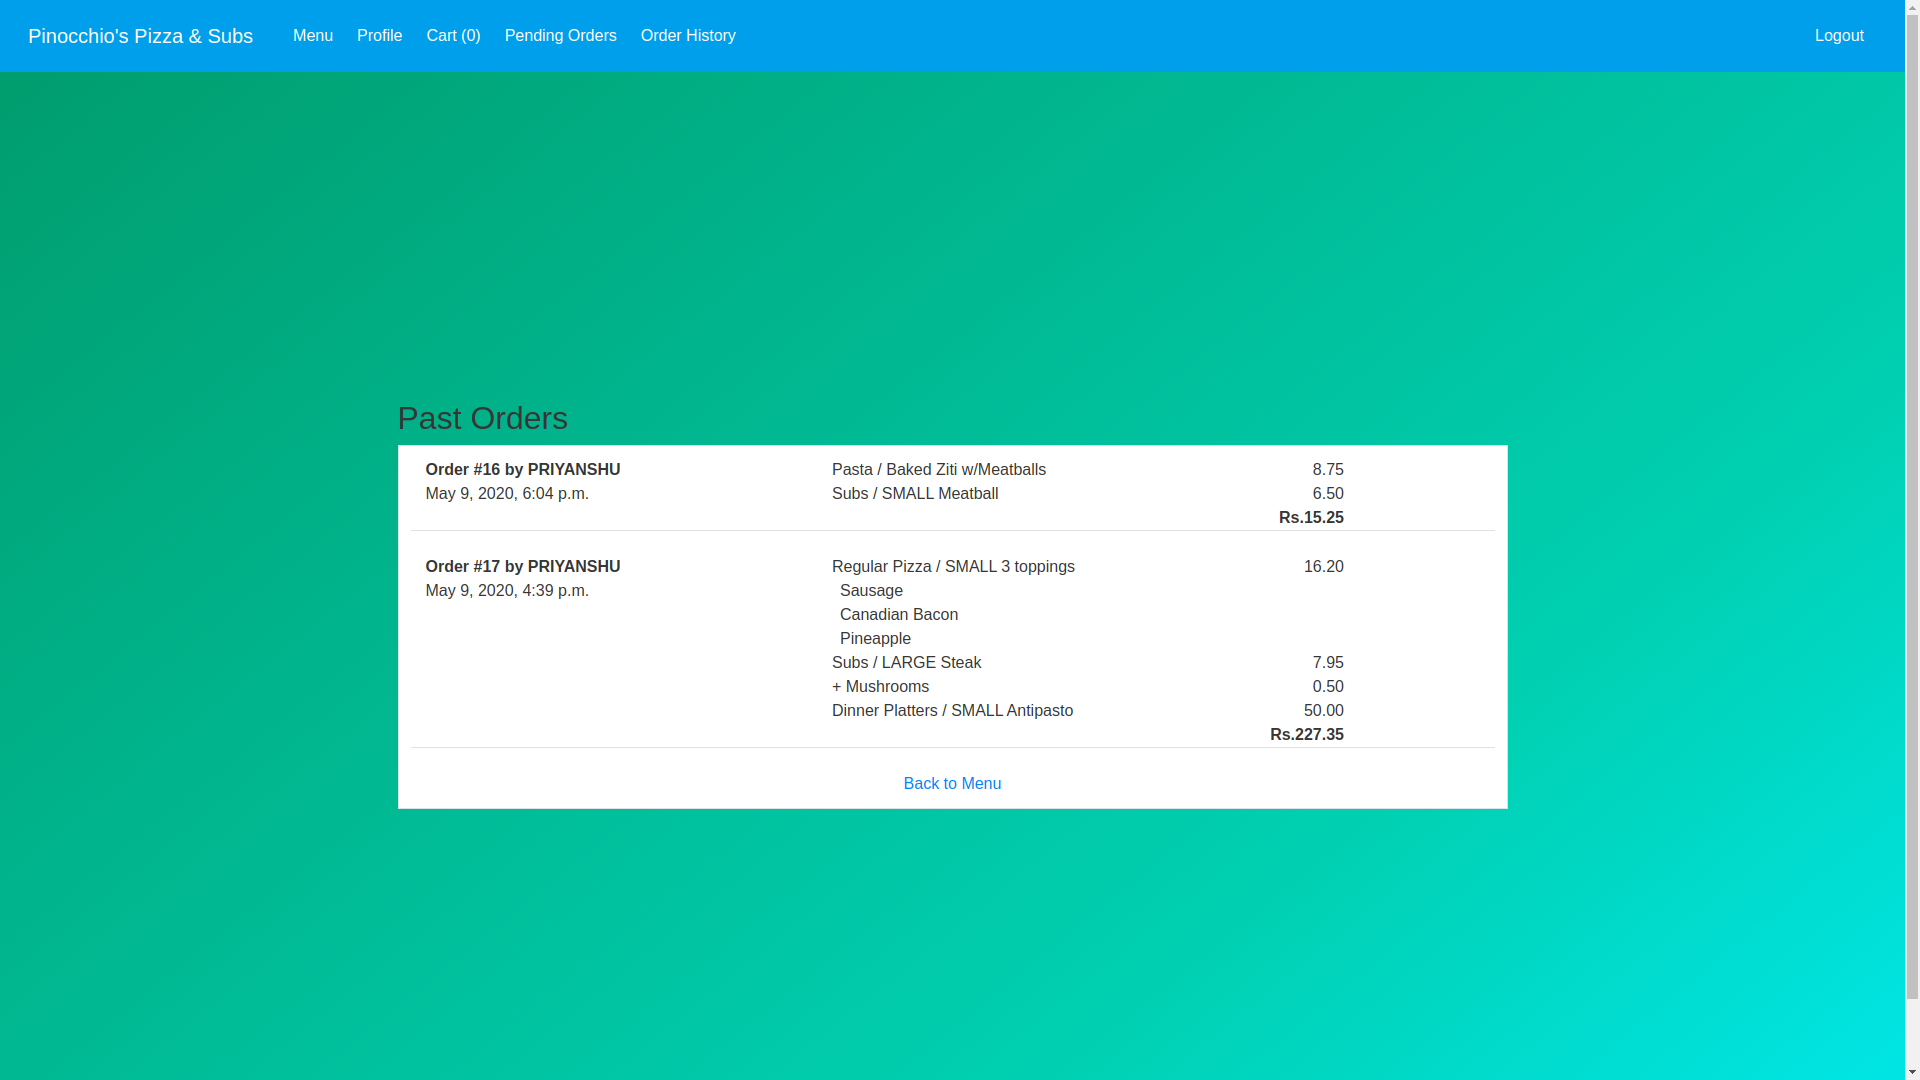 Pinocchio's Pizza & Subs Menu Profile Cart (0) Pending Orders Order History Logout
Past Orders
Order #16 by PRIYANSHU Pasta / Baked Ziti w/Meatballs 8.75
May 9, 2020, 6:04 p.m. Subs / SMALL Meatball 6.50
Rs.15.25
Order #17 by PRIYANSHU Regular Pizza / SMALL 3 toppings 16.20
May 9, 2020, 4:39 p.m. Sausage
Canadian Bacon
Pineapple
Subs / LARGE Steak 7.95
+ Mushrooms 0.50
Dinner Platters / SMALL Antipasto 50.00
Rs.227.35
Back to Menu